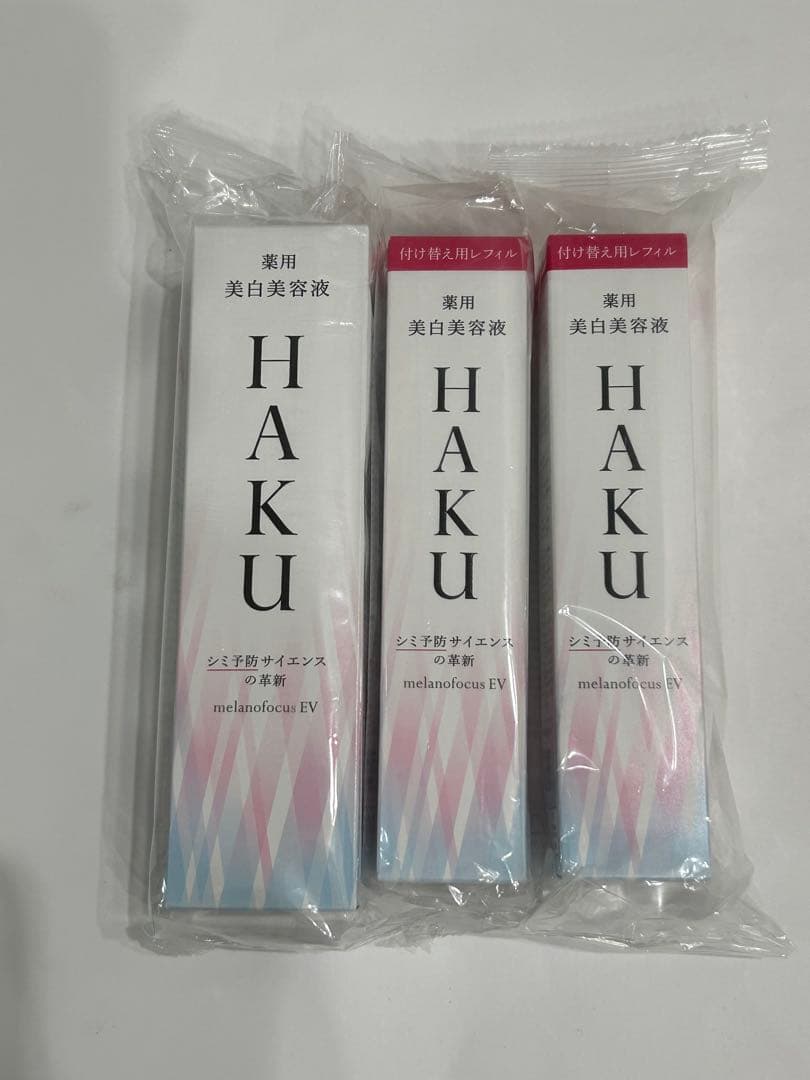 薬用
美白美容液
HAKU
シミ予防サイエンス
の革新
melanofocus EV
付け替え用レフィル
薬用
美白美容液
HAKU
シミ予防サイエンス
の革新
melanofocus EV
付け替え用レフィル
薬用
美白美容液
HAKU
シミ予防サイエンス
の革新
melanofocus EV